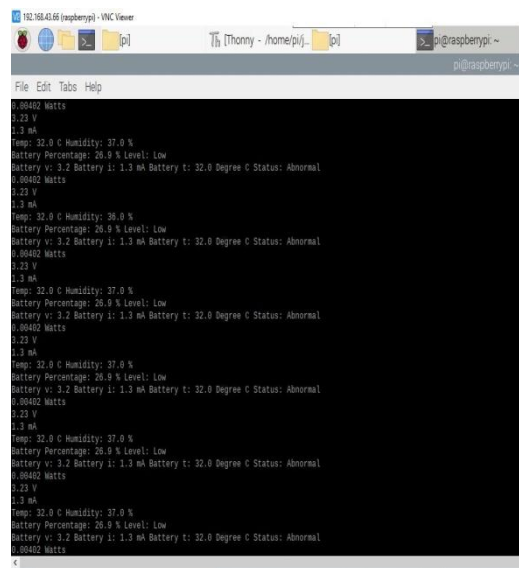 192.168.43.66 (raspberrypi) - VNC Viewer
[pi] [Thonny - /home/pi/j... [pi] pi@raspberrypi: ~
pi@raspberrypi: ~
File Edit Tabs Help
0.00402 Watts
3.23 V
1.3 mA
Temp: 32.0 C Humidity: 37.0 %
Battery Percentage: 26.9 % Level: Low
Battery v: 3.2 Battery i: 1.3 mA Battery t: 32.0 Degree C Status: Abnormal
0.00402 Watts
3.23 V
1.3 mA
Temp: 32.0 C Humidity: 36.0 %
Battery Percentage: 26.9 % Level: Low
Battery v: 3.2 Battery i: 1.3 mA Battery t: 32.0 Degree C Status: Abnormal
0.00402 Watts
3.23 V
1.3 mA
Temp: 32.0 C Humidity: 37.0 %
Battery Percentage: 26.9 % Level: Low
Battery v: 3.2 Battery i: 1.3 mA Battery t: 32.0 Degree C Status: Abnormal
0.00402 Watts
3.23 V
1.3 mA
Temp: 32.0 C Humidity: 37.0 %
Battery Percentage: 26.9 % Level: Low
Battery v: 3.2 Battery i: 1.3 mA Battery t: 32.0 Degree C Status: Abnormal
0.00402 Watts
3.23 V
1.3 mA
Temp: 32.0 C Humidity: 37.0 %
Battery Percentage: 26.9 % Level: Low
Battery v: 3.2 Battery i: 1.3 mA Battery t: 32.0 Degree C Status: Abnormal
0.00402 Watts
3.23 V
1.3 mA
Temp: 32.0 C Humidity: 37.0 %
Battery Percentage: 26.9 % Level: Low
Battery v: 3.2 Battery i: 1.3 mA Battery t: 32.0 Degree C Status: Abnormal
0.00402 Watts